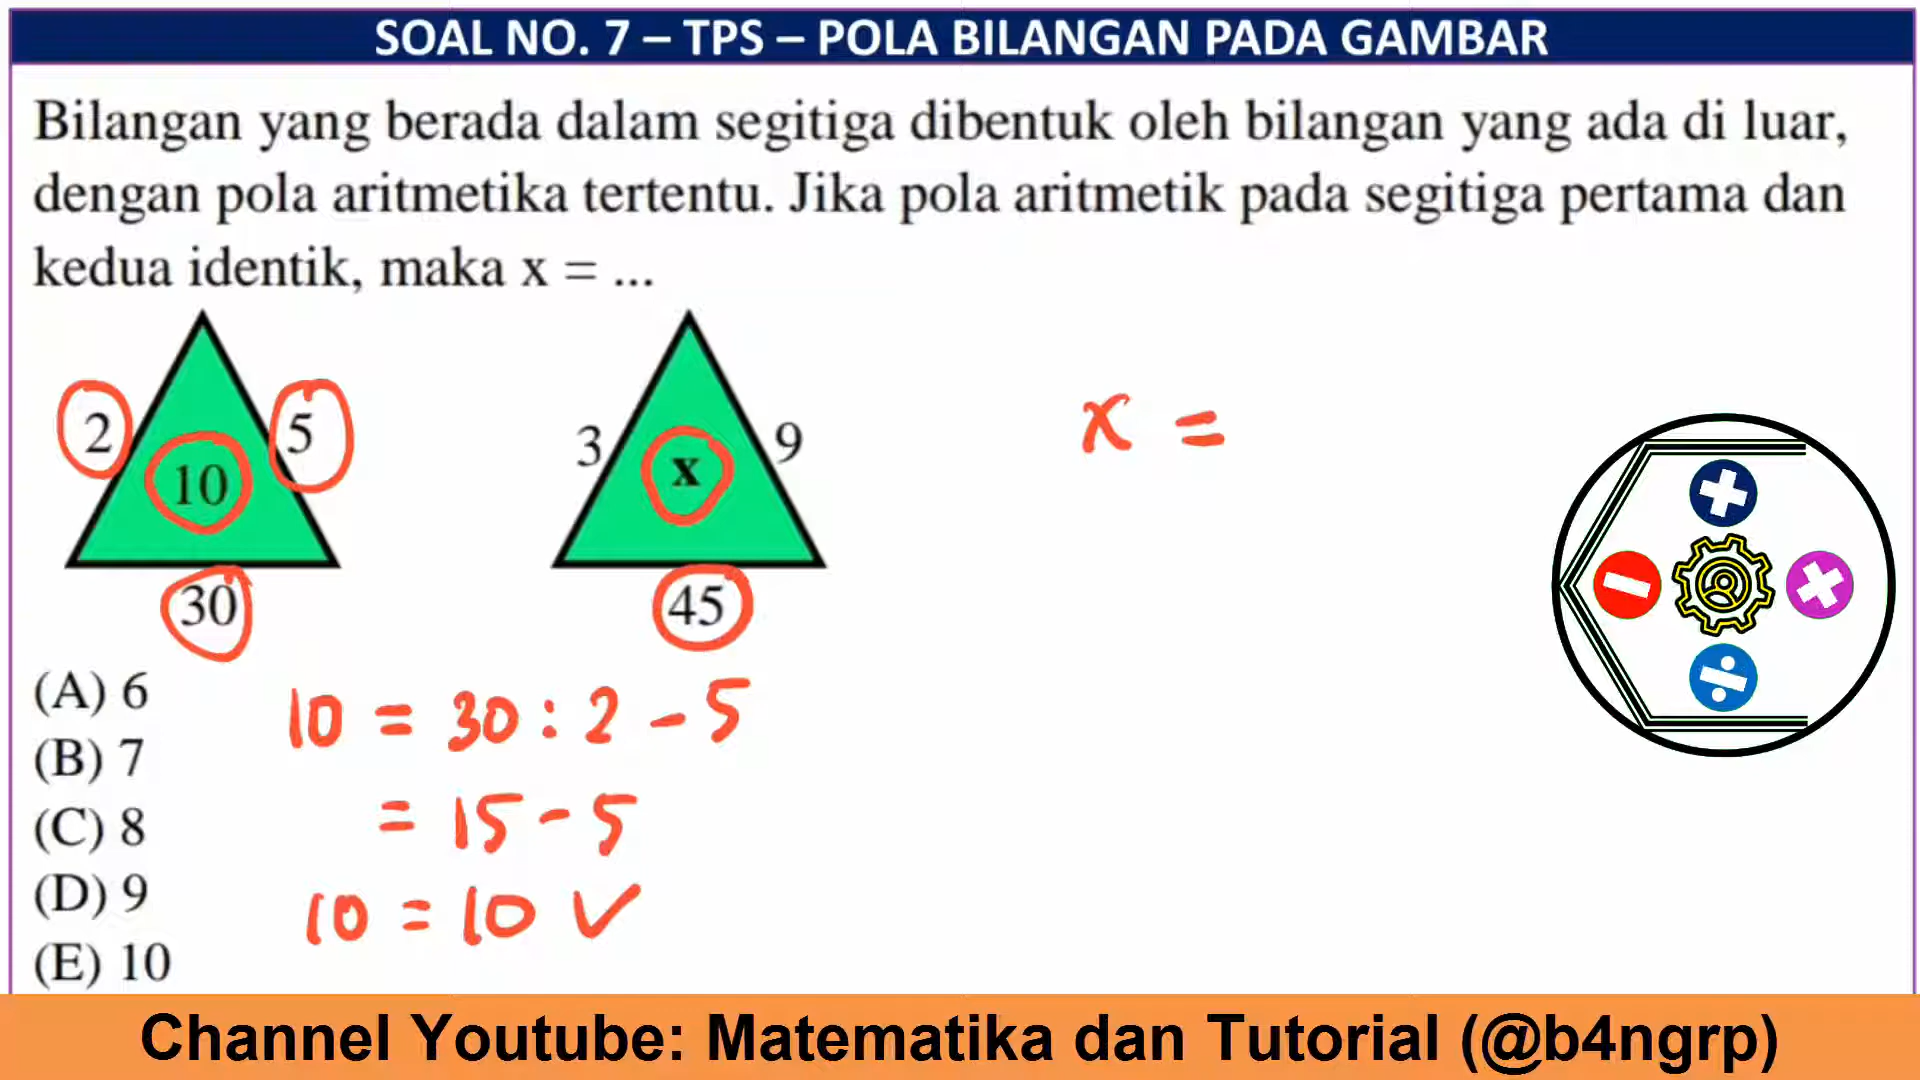 SOAL NO. 7 – TPS – POLA BILANGAN PADA GAMBAR
Bilangan yang berada dalam segitiga dibentuk oleh bilangan yang ada di luar,
dengan pola aritmetika tertentu. Jika pola aritmetik pada segitiga pertama dan
kedua identik, maka x = ...
2
5
10
30
3
9
x
45
x =
(A) 6
(B) 7
(C) 8
(D) 9
(E) 10
10 = 30 : 2 - 5
= 15 - 5
10 = 10 ✓
Channel Youtube: Matematika dan Tutorial (@b4ngrp)